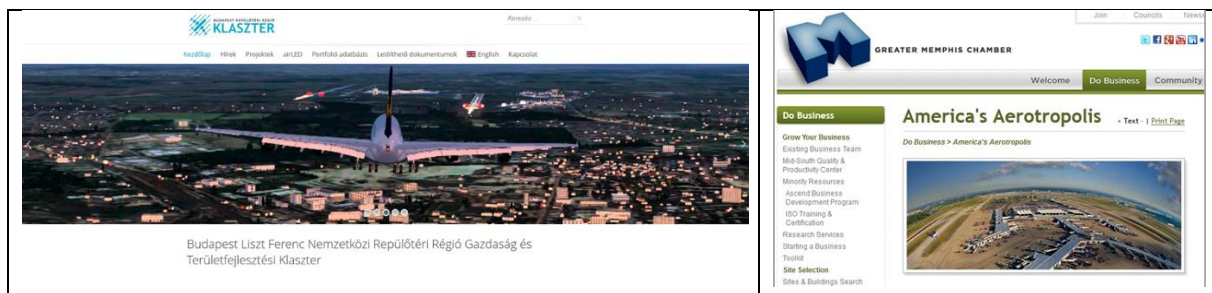 BUDAPEST REPÜLŐTÉRI RÉGIÓ
KLASZTER
Keresés ...
Kezdőlap Hírek Projektek airLED Portfolió adatbázis Letölthető dokumentumok English Kapcsolat
Budapest Liszt Ferenc Nemzetközi Repülőtéri Régió Gazdaság és
Területfejlesztési Klaszter
Join Councils Newsr
GREATER MEMPHIS CHAMBER
Welcome Do Business Community
Do Business
Grow Your Business
Existing Business Team
Mid-South Quality &
Productivity Center
Minority Resources
Ascend Business
Development Program
ISO Training &
Certification
Research Services
Starting a Business
Toolkit
Site Selection
Sites & Buildings Search
America's Aerotropolis
+ Text - | Print Page
Do Business > America's Aerotropolis